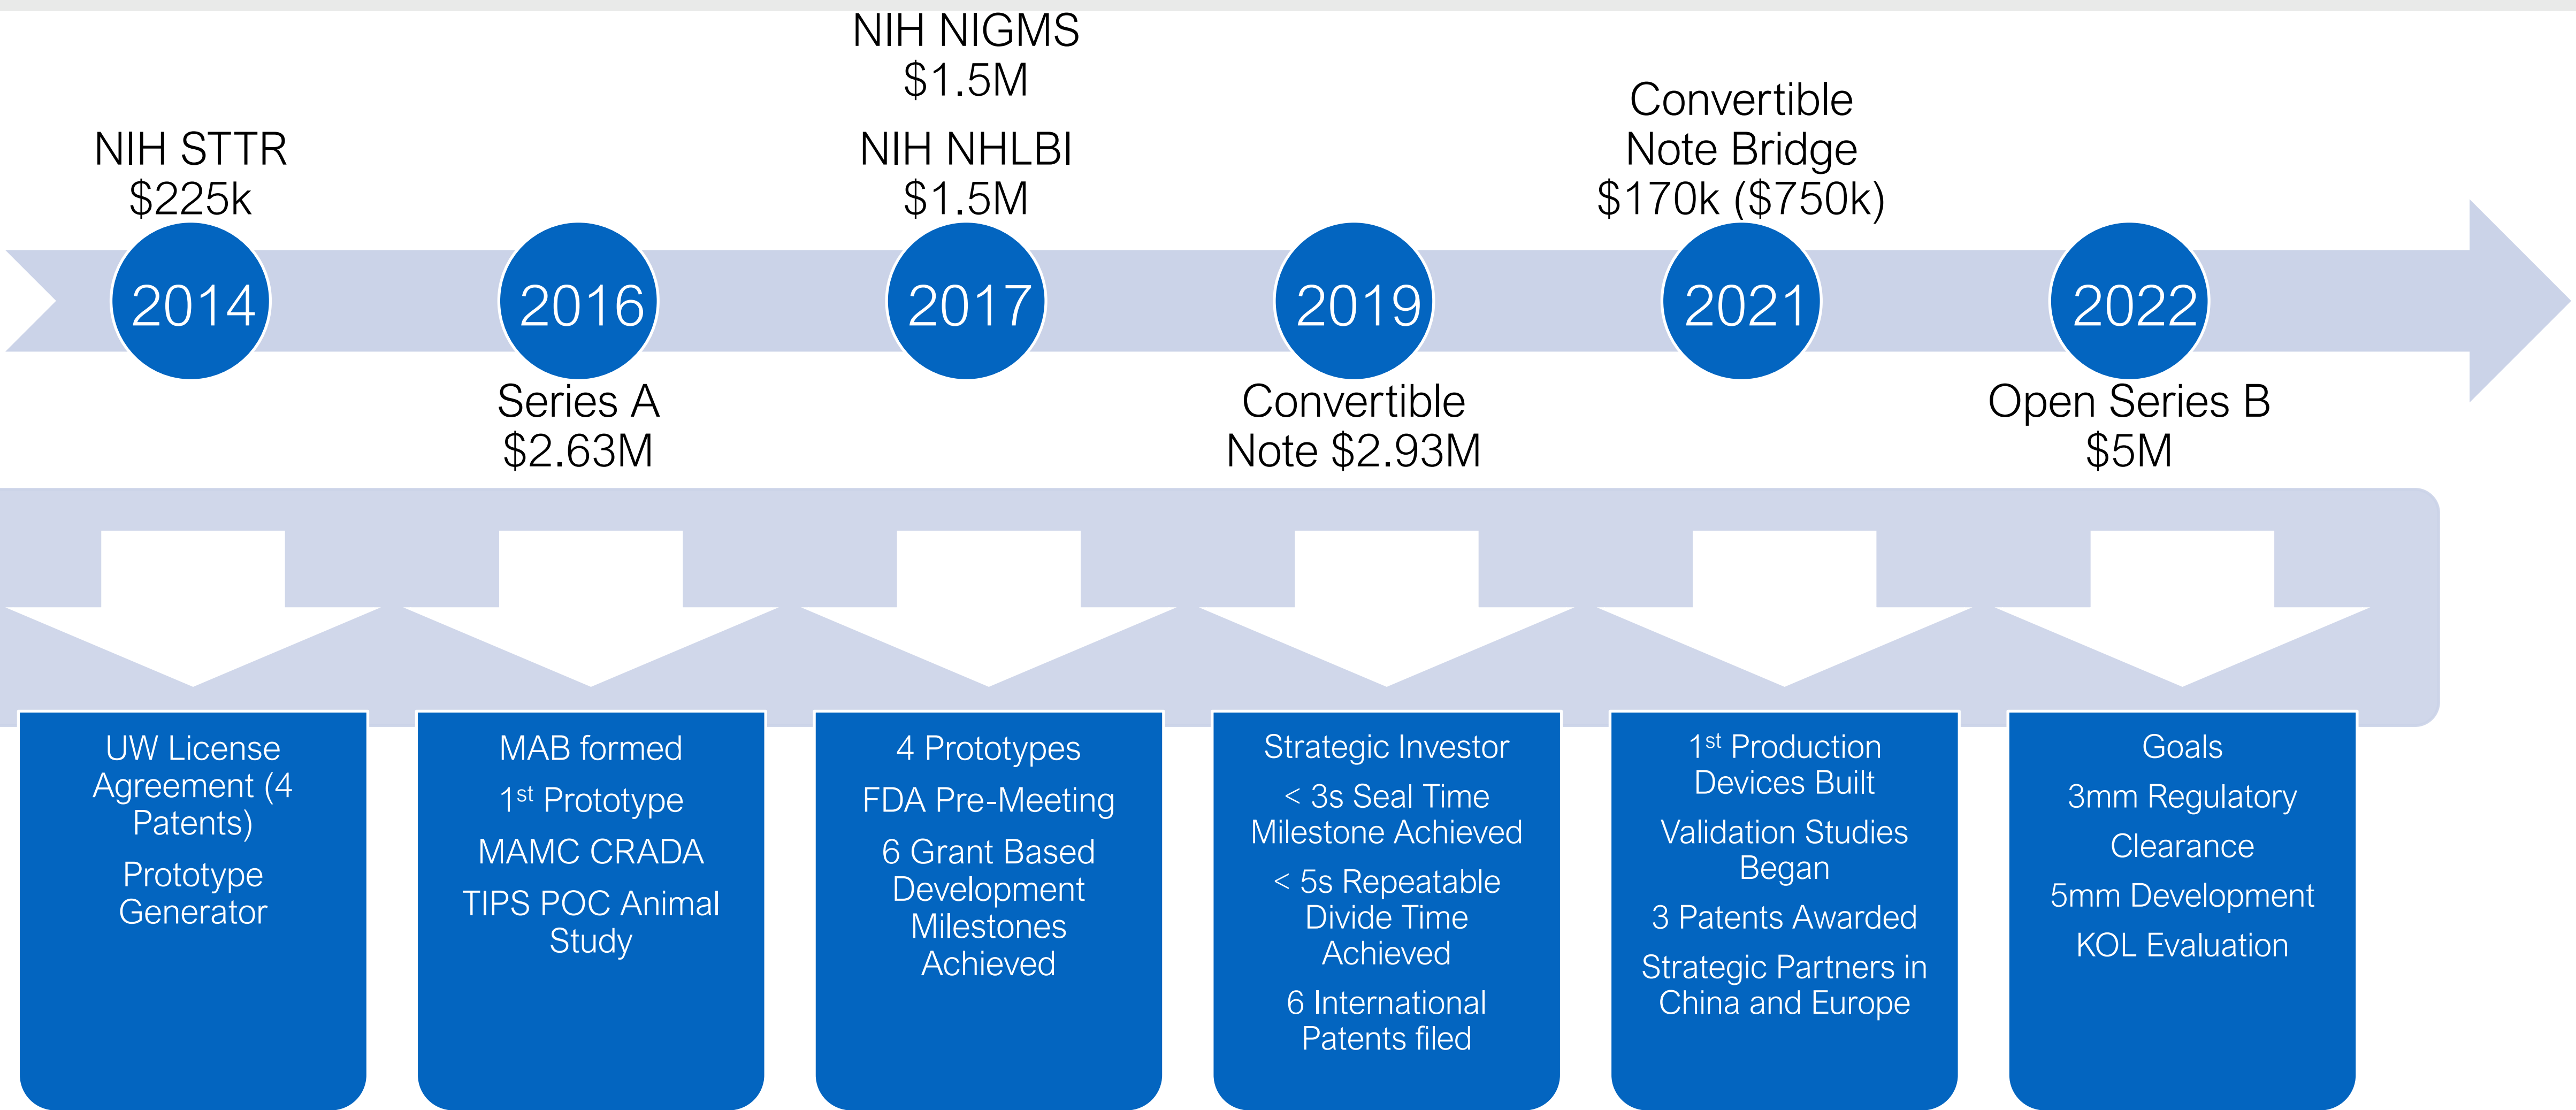 NIH STTR
$225k
NIH NIGMS
$1.5M
NIH NHLBI
$1.5M
Convertible
Note Bridge
$170k ($750k)
2014
2016
2017
2019
2021
2022
Series A
$2.63M
Convertible
Note $2.93M
Open Series B
$5M
UW License
Agreement (4
Patents)
Prototype
Generator
MAB formed
1st Prototype
MAMC CRADA
TIPS POC Animal
Study
4 Prototypes
FDA Pre-Meeting
6 Grant Based
Development
Milestones
Achieved
Strategic Investor
< 3s Seal Time
Milestone Achieved
< 5s Repeatable
Divide Time
Achieved
6 International
Patents filed
1st Production
Devices Built
Validation Studies
Began
3 Patents Awarded
Strategic Partners in
China and Europe
Goals
3mm Regulatory
Clearance
5mm Development
KOL Evaluation